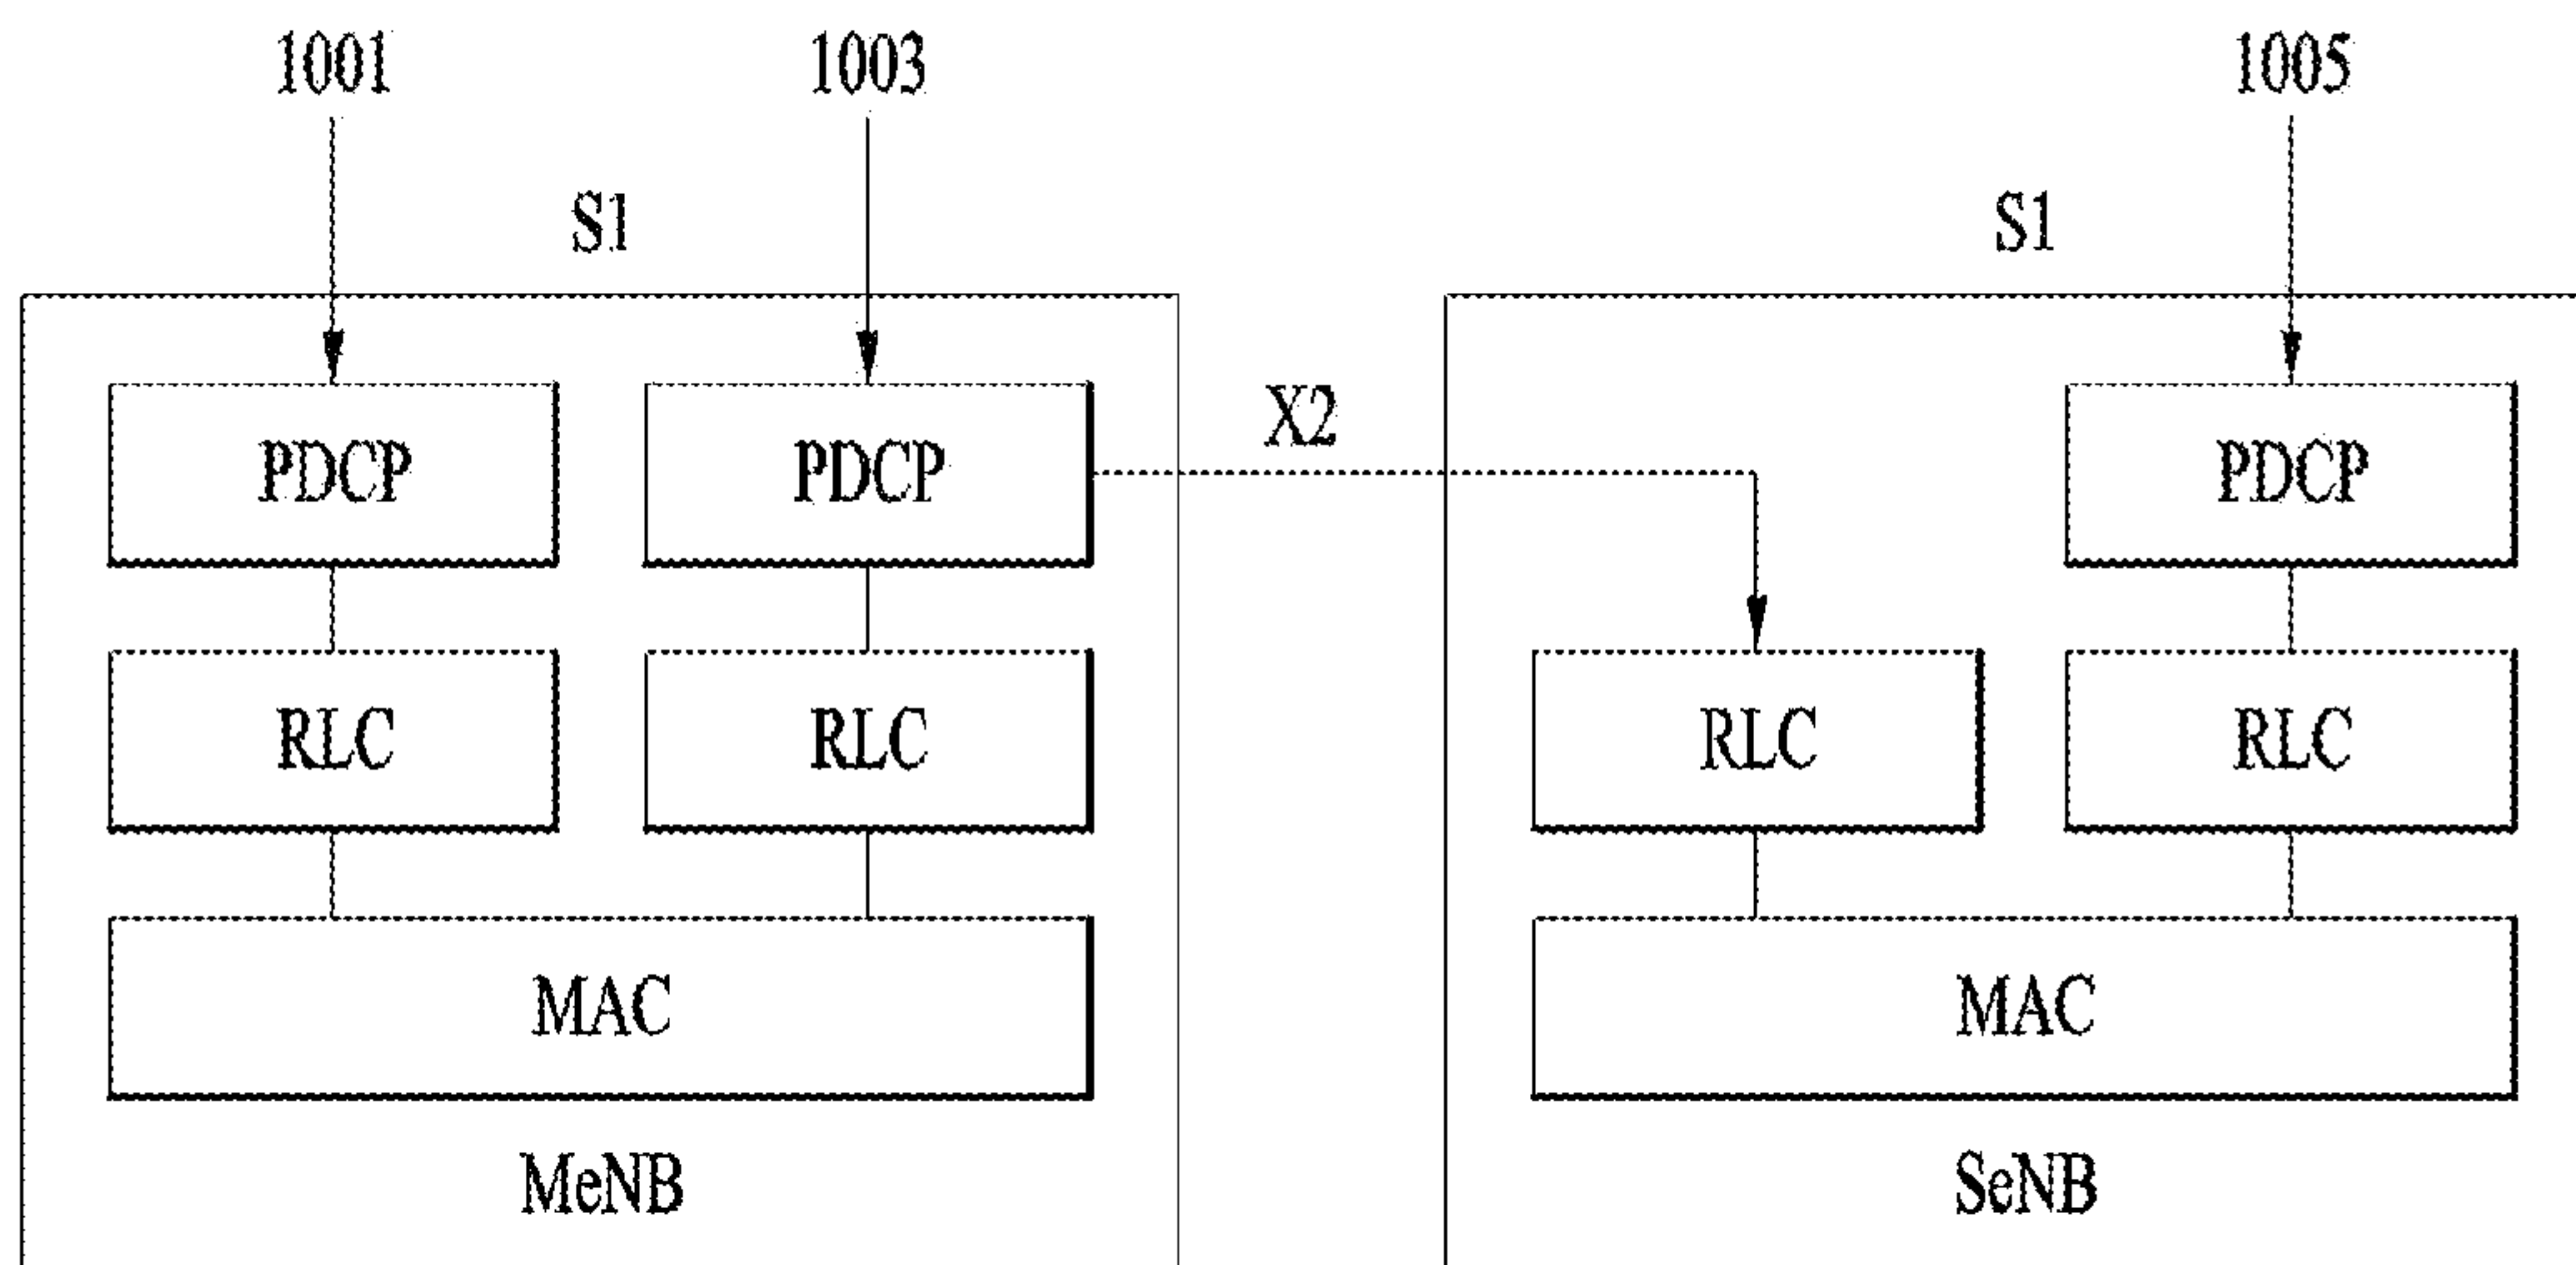 1001 1003 1005
S1 S1
X2
PDCP PDCP PDCP
RLC RLC RLC RLC
MAC MAC
MeNB SeNB